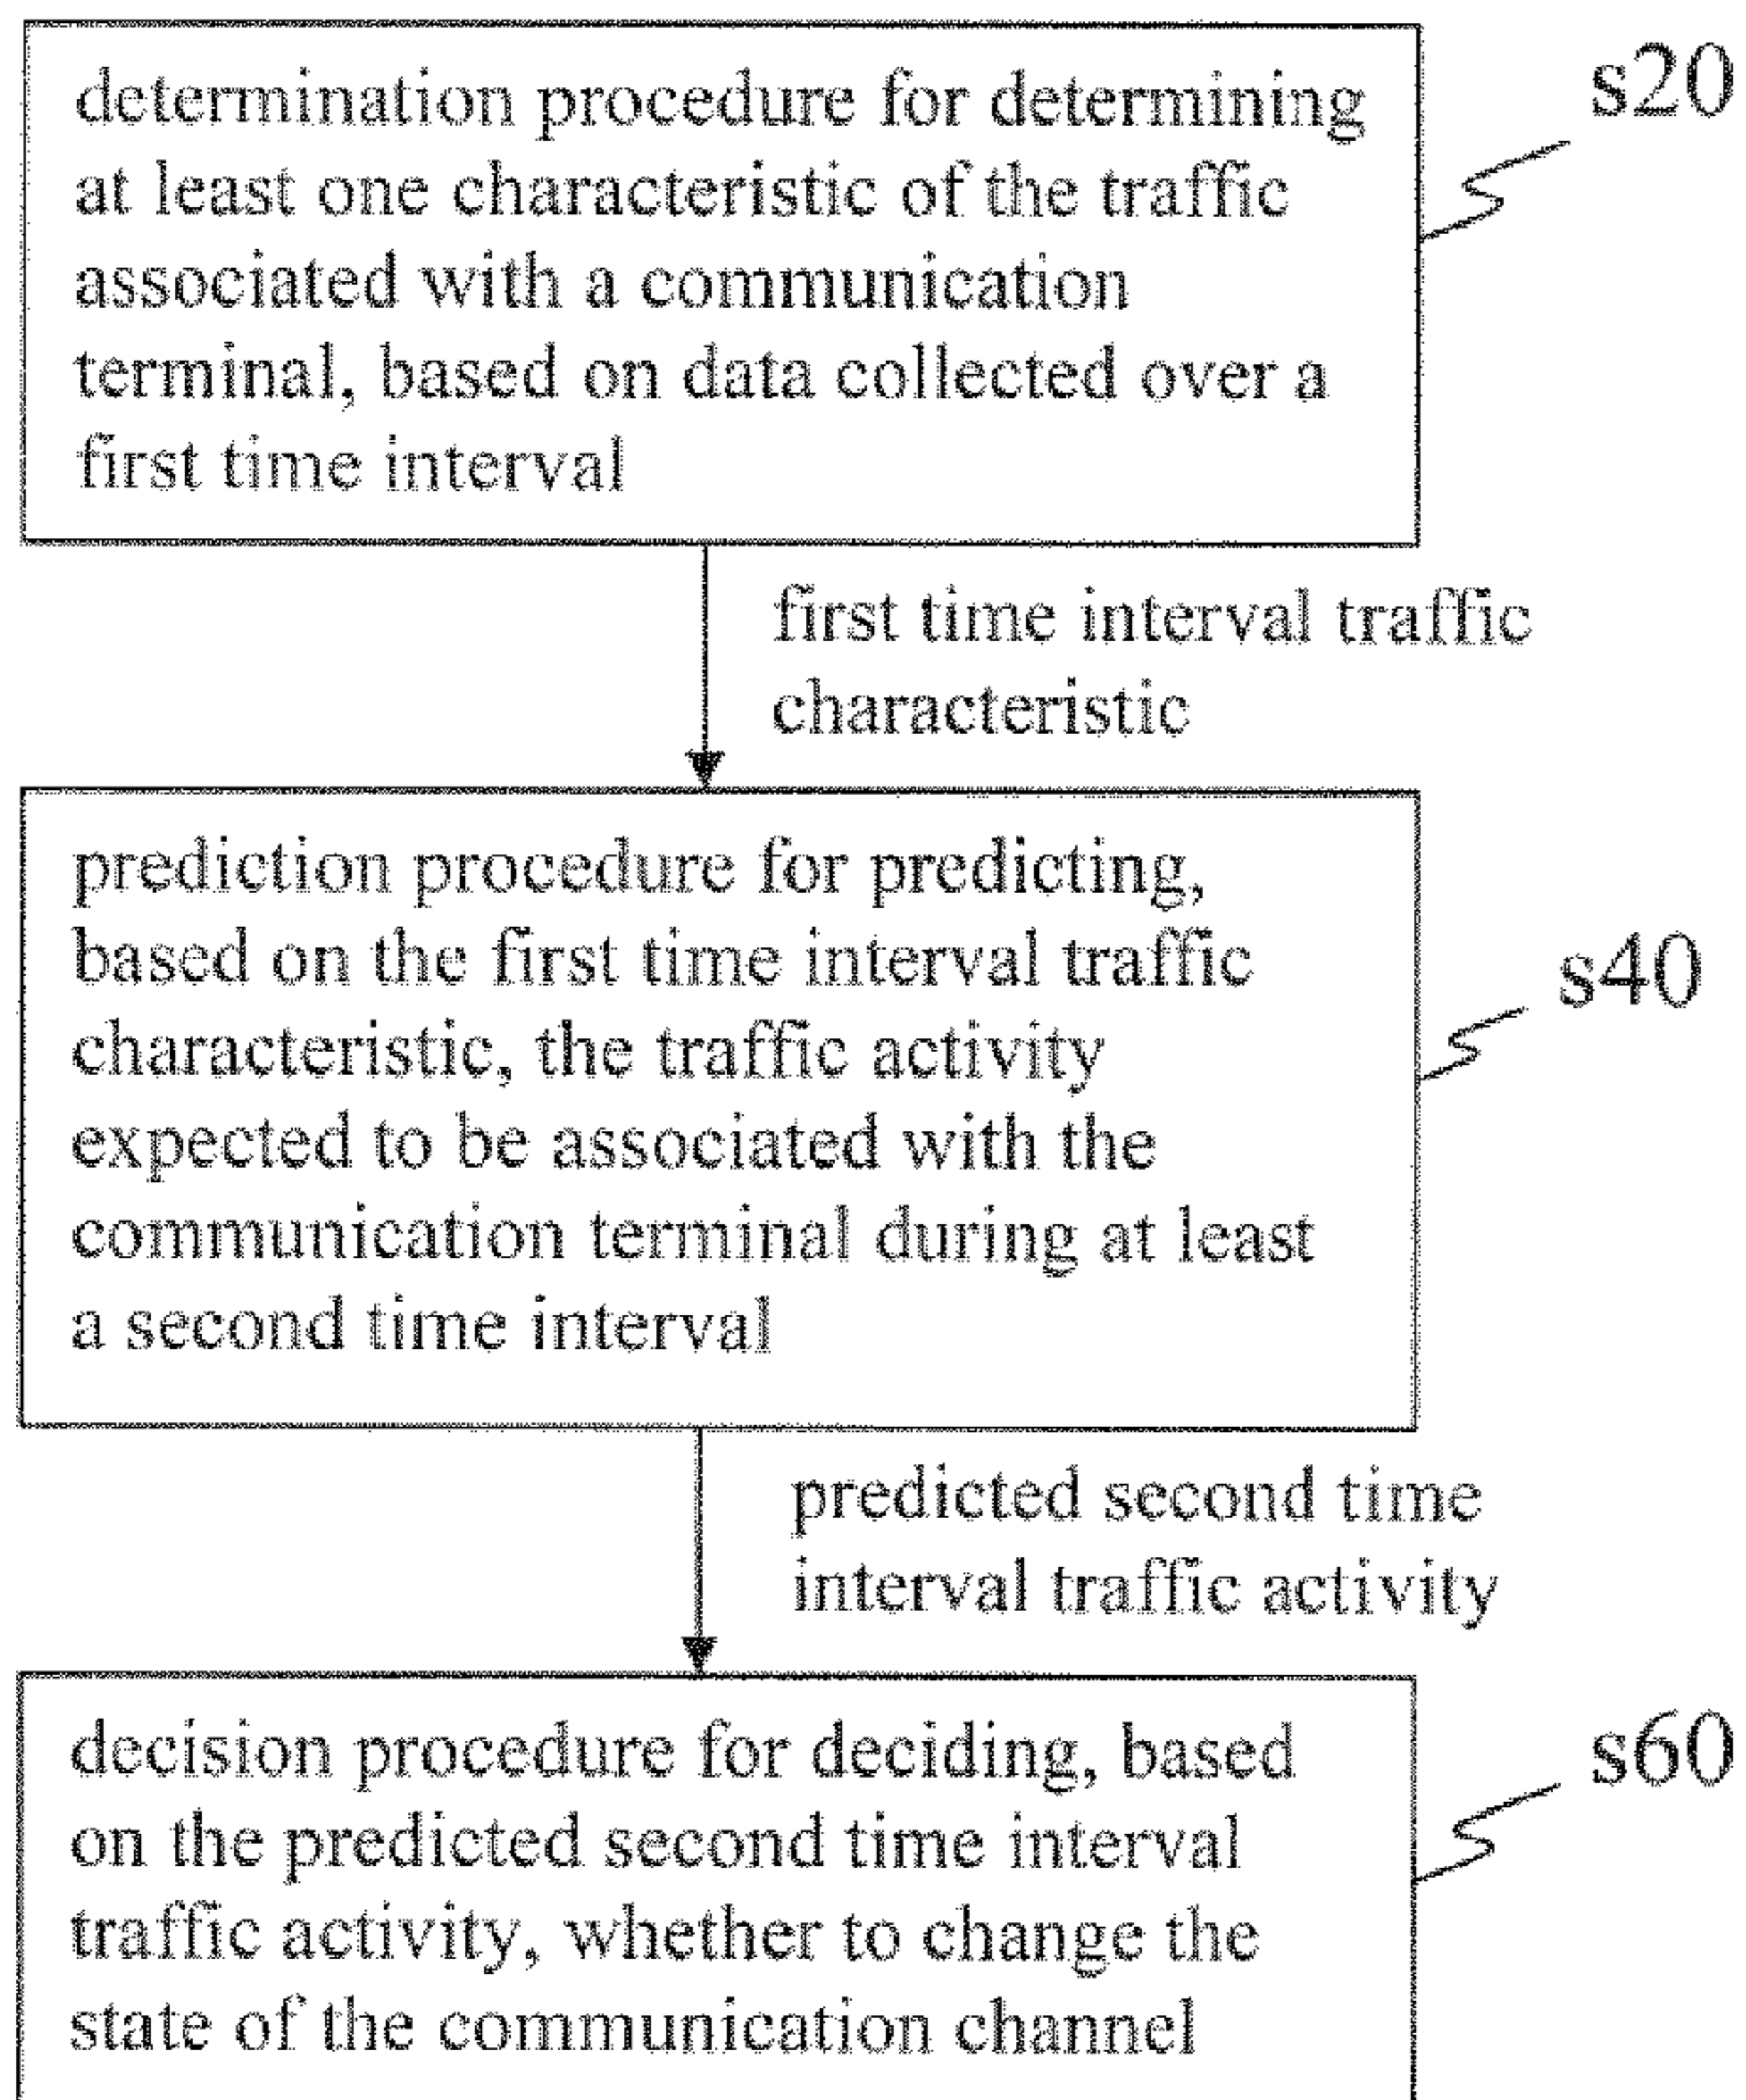 determination procedure for determining
at least one characteristic of the traffic
associated with a communication
terminal, based on data collected over a
first time interval
s20
first time interval traffic
characteristic
prediction procedure for predicting,
based on the first time interval traffic
characteristic, the traffic activity
expected to be associated with the
communication terminal during at least
a second time interval
s40
predicted second time
interval traffic activity
decision procedure for deciding, based
on the predicted second time interval
traffic activity, whether to change the
state of the communication channel
s60